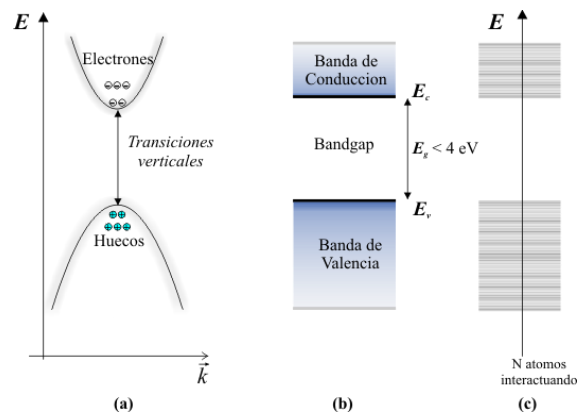 E
Electrones
Transiciones
verticales
Huecos
k
(a)
Banda de
Conduccion
E_c
Bandgap
E_g < 4 eV
E_v
Banda de
Valencia
(b)
E
N atomos
interactuando
(c)